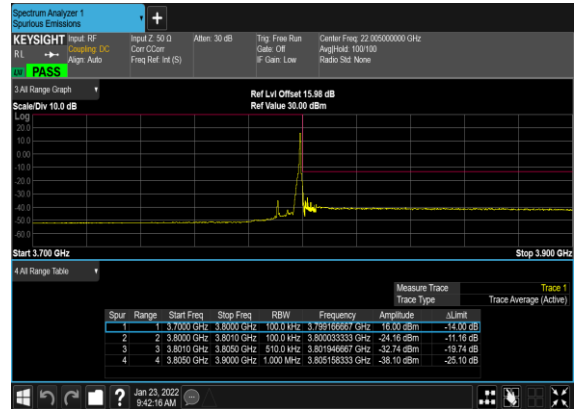 Spectrum Analyzer 1
Spurious Emissions
KEYSIGHT Input: RF Input Z: 50 Ω Atten: 30 dB Trig: Free Run Center Freq: 22.005000000 GHz
RL Coupling: DC Corr CCorr Gate: Off Avg|Hold: 100/100
Align: Auto Freq Ref: Int (S) IF Gain: Low Radio Std: None
PASS
3 All Range Graph
Ref Lvl Offset 15.98 dB
Scale/Div 10.0 dB Ref Value 30.00 dBm
Log
20.0
10.0
0.00
-10.0
-20.0
-30.0
-40.0
-50.0
-60.0
Start 3.700 GHz Stop 3.900 GHz
4 All Range Table
Measure Trace Trace 1
Trace Type Trace Average (Active)
Spur Range Start Freq Stop Freq RBW Frequency Amplitude ΔLimit
1 1 3.7000 GHz 3.8000 GHz 100.0 kHz 3.799166667 GHz 16.00 dBm -14.00 dB
2 2 3.8000 GHz 3.8010 GHz 100.0 kHz 3.800033333 GHz -24.16 dBm -11.16 dB
3 3 3.8010 GHz 3.8050 GHz 510.0 kHz 3.801946667 GHz -32.74 dBm -19.74 dB
4 4 3.8050 GHz 3.9000 GHz 1.000 MHz 3.805158333 GHz -38.10 dBm -25.10 dB
Jan 23, 2022
9:42:16 AM